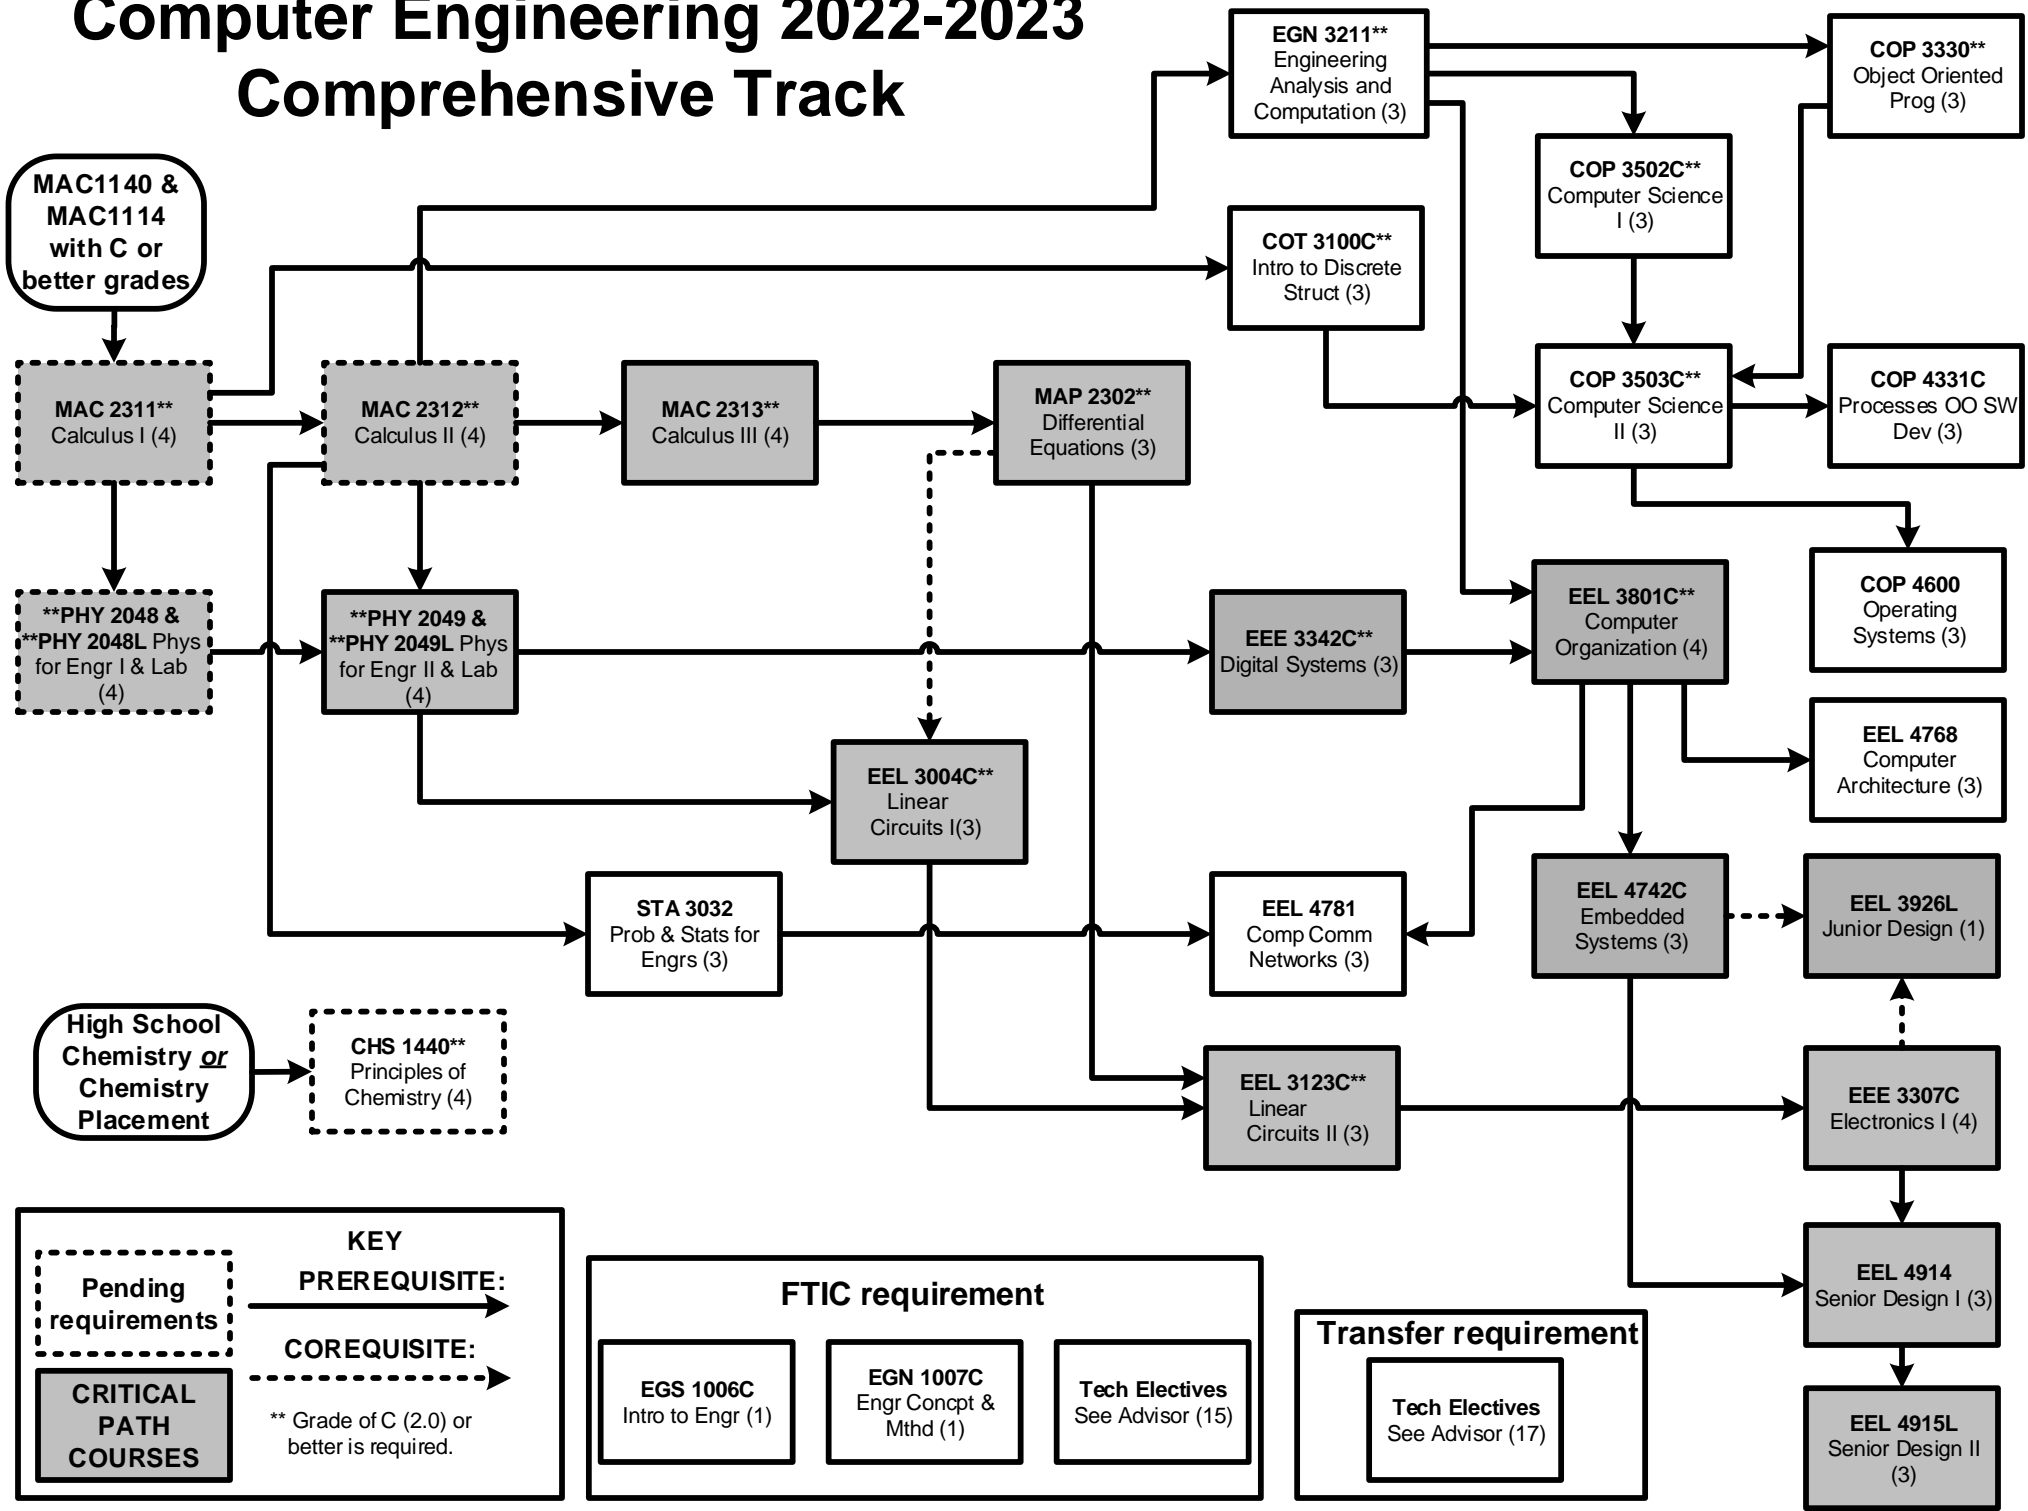 Computer Engineering 2022-2023
Comprehensive Track
EGN 3211**
Engineering
Analysis and
Computation (3)
COP 3330**
Object Oriented
Prog (3)
MAC1140 &
MAC1114
with C or
better grades
COP 3502C**
Computer Science
I (3)
COT 3100C**
Intro to Discrete
Struct (3)
MAC 2311**
Calculus I (4)
MAC 2312**
Calculus II (4)
MAC 2313**
Calculus III (4)
MAP 2302**
Differential
Equations (3)
COP 3503C**
Computer Science
II (3)
COP 4331C
Processes OO SW
Dev (3)
**PHY 2048 &
**PHY 2048L Phys
for Engr I & Lab
(4)
**PHY 2049 &
**PHY 2049L Phys
for Engr II & Lab
(4)
EEE 3342C**
Digital Systems (3)
EEL 3801C**
Computer
Organization (4)
COP 4600
Operating
Systems (3)
EEL 3004C**
Linear
Circuits I(3)
EEL 4768
Computer
Architecture (3)
STA 3032
Prob & Stats for
Engrs (3)
EEL 4781
Comp Comm
Networks (3)
EEL 4742C
Embedded
Systems (3)
EEL 3926L
Junior Design (1)
High School
Chemistry or
Chemistry
Placement
CHS 1440**
Principles of
Chemistry (4)
EEL 3123C**
Linear
Circuits II (3)
EEE 3307C
Electronics I (4)
KEY
Pending
requirements
PREREQUISITE:
COREQUISITE:
CRITICAL
PATH
COURSES
** Grade of C (2.0) or
better is required.
FTIC requirement
EGS 1006C
Intro to Engr (1)
EGN 1007C
Engr Concpt &
Mthd (1)
Tech Electives
See Advisor (15)
Transfer requirement
Tech Electives
See Advisor (17)
EEL 4914
Senior Design I (3)
EEL 4915L
Senior Design II
(3)